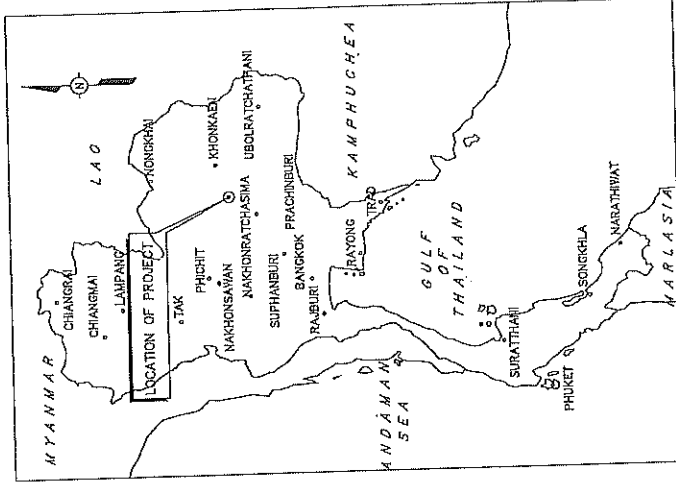 MYANMAR
LAO
N
CHIANGRAI
CHIANGMAI
LAMPANG
NONGKHAI
LOCATION OF PROJECT
TAK
KHONKAEN
PHICHIT
UBOLRATCHATHANI
NAKHONSAWAN
NAKHONRATCHASIMA
SUPHANBURI
PRACHINBURI
BANGKOK
RAJBURI
KAMPHUCHEA
RAYONG
TRAD
GULF
OF
THAILAND
ANDAMAN
SEA
SURATTHANI
PHUKET
SONGKHLA
NARATHIWAT
MARLASIA